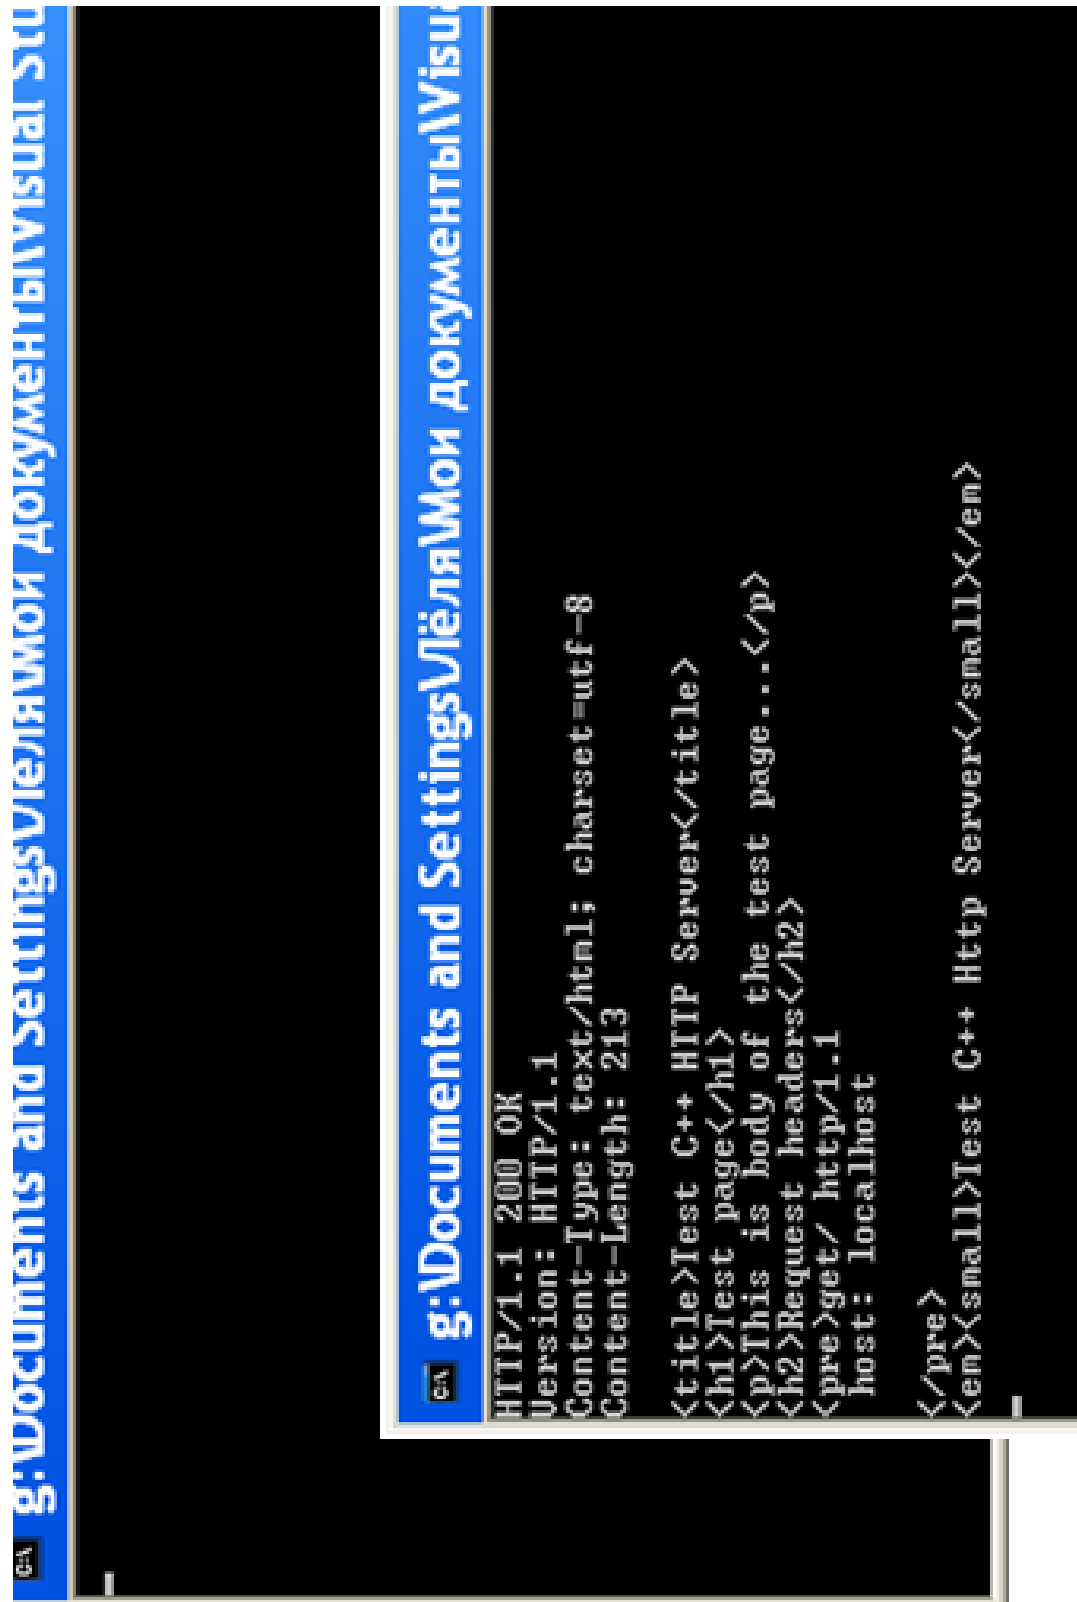 g:\Documents and Settings\Лёля\Мои документы\Visual Stu
g:\Documents and Settings\Лёля\Мои документы\Visua
HTTP/1.1 200 OK
Version: HTTP/1.1
Content-Type: text/html; charset=utf-8
Content-Length: 213
<title>Test C++ HTTP Server</title>
<h1>Test page</h1>
<p>This is body of the test page...</p>
<h2>Request headers</h2>
<pre>get/ http/1.1
host: localhost
</pre>
<em><small>Test C++ Http Server</small></em>